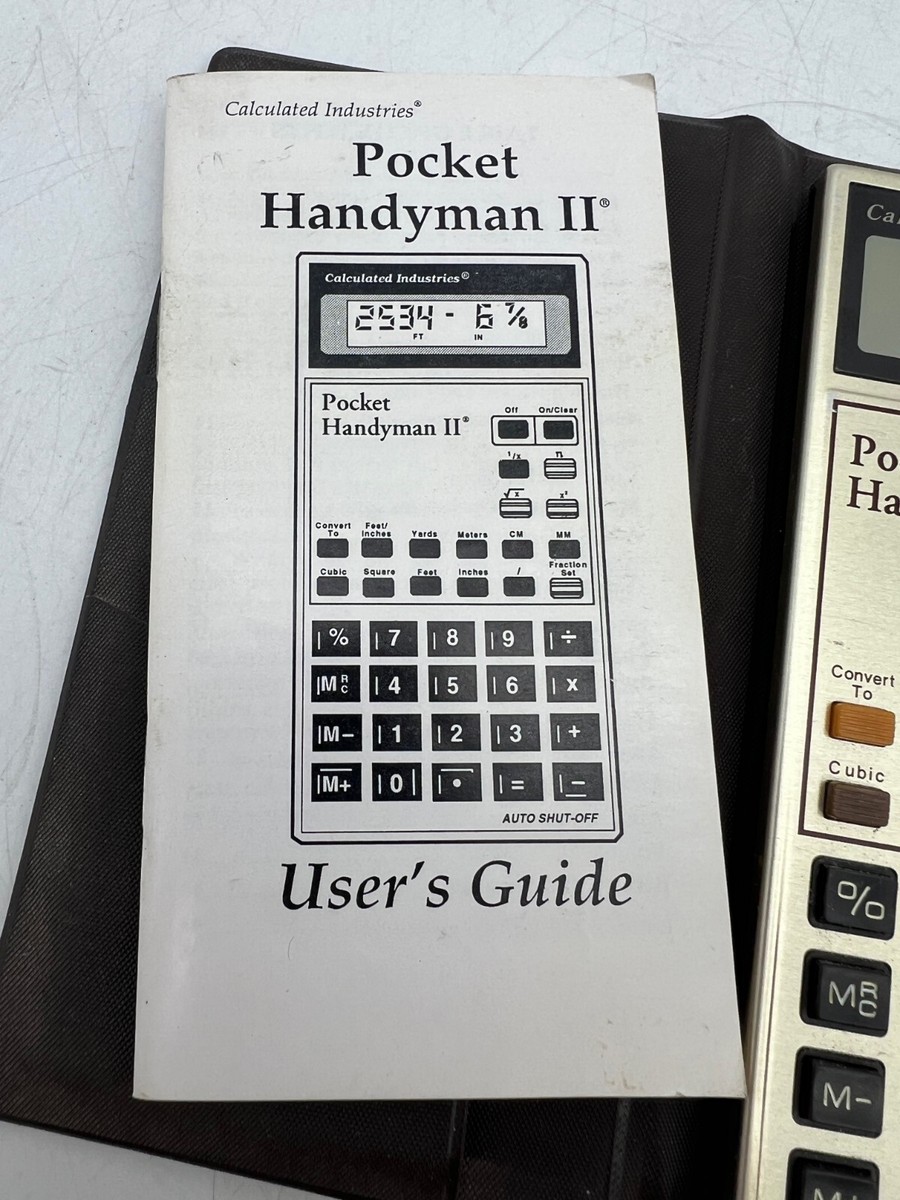 Calculated Industries®
Pocket
Handyman II®
Calculated Industries®
2534 - 6 7/8
FT IN
Pocket
Handyman II®
Off On/Clear
1/x π
√x x²
Convert To Feet/Inches Yards Meters CM MM
Cubic Square Feet Inches / Fraction Set
% 7 8 9 ÷
MRC 4 5 6 x
M- 1 2 3 +
M+ 0 • = -
AUTO SHUT-OFF
User's Guide
Ca
Po
Ha
Convert
To
Cubic
%
MRC
M-